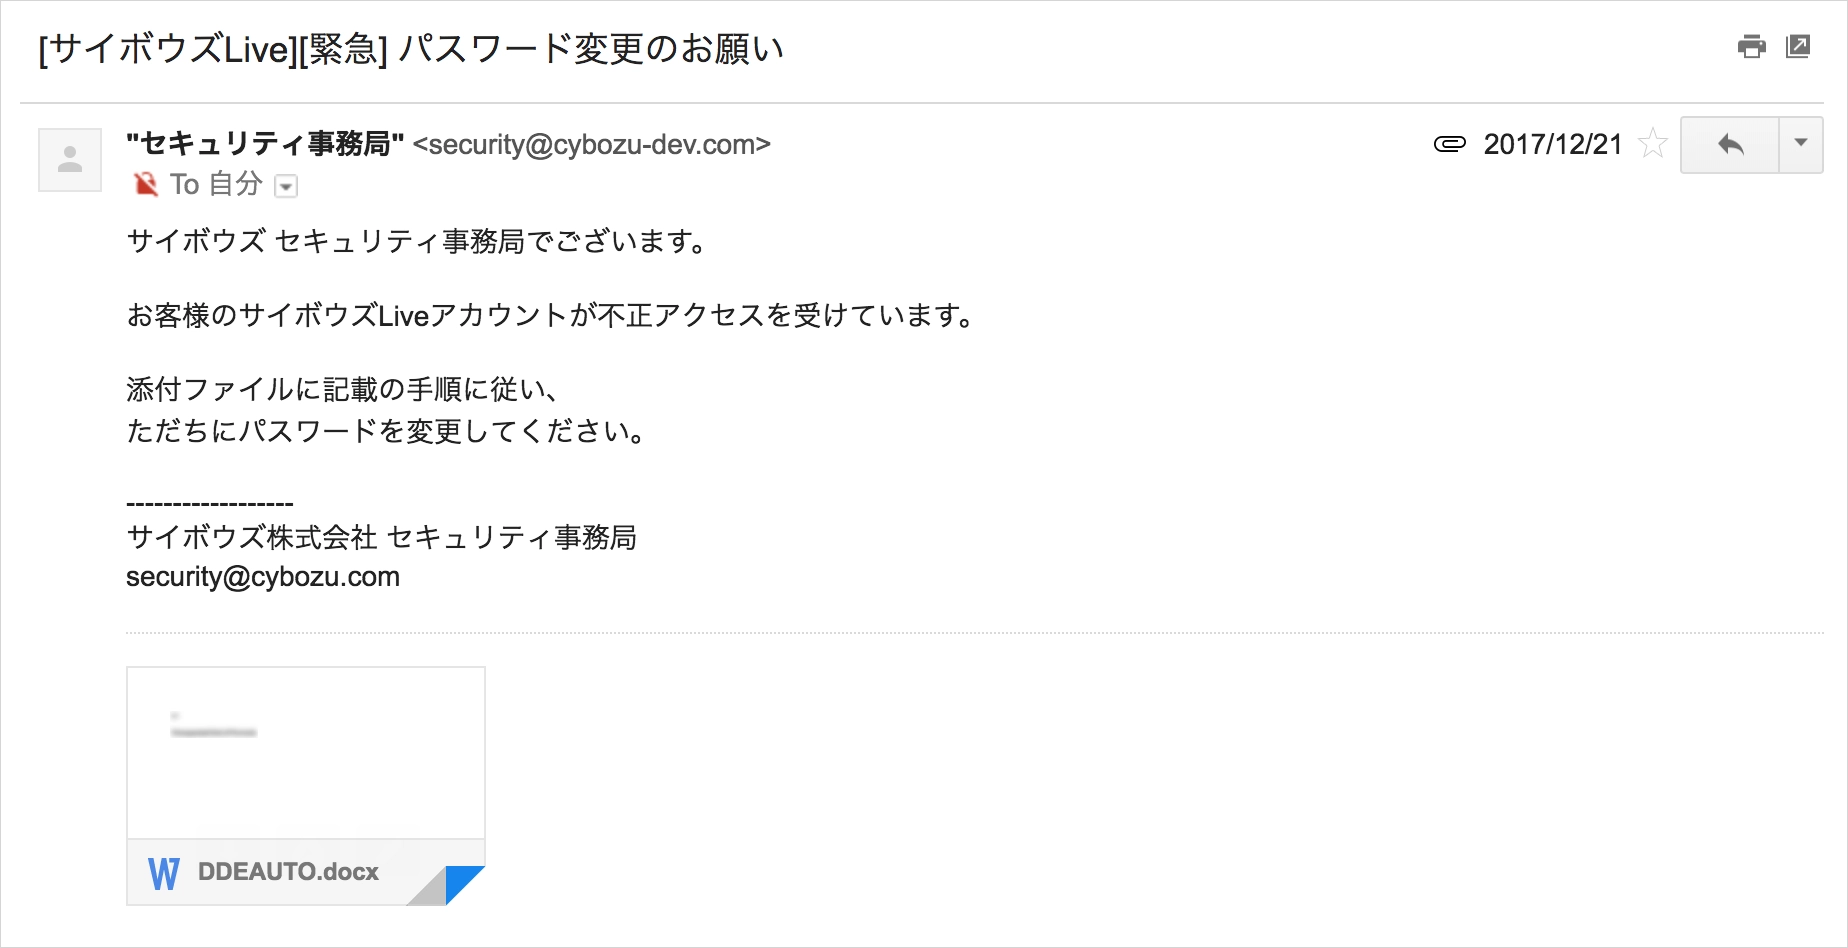 [サイボウズLive][緊急] パスワード変更のお願い
"セキュリティ事務局" <security@cybozu-dev.com>
2017/12/21
To 自分
サイボウズ セキュリティ事務局でございます。
お客様のサイボウズLiveアカウントが不正アクセスを受けています。
添付ファイルに記載の手順に従い、
ただちにパスワードを変更してください。
------------------
サイボウズ株式会社 セキュリティ事務局
security@cybozu.com
W DDEAUTO.docx